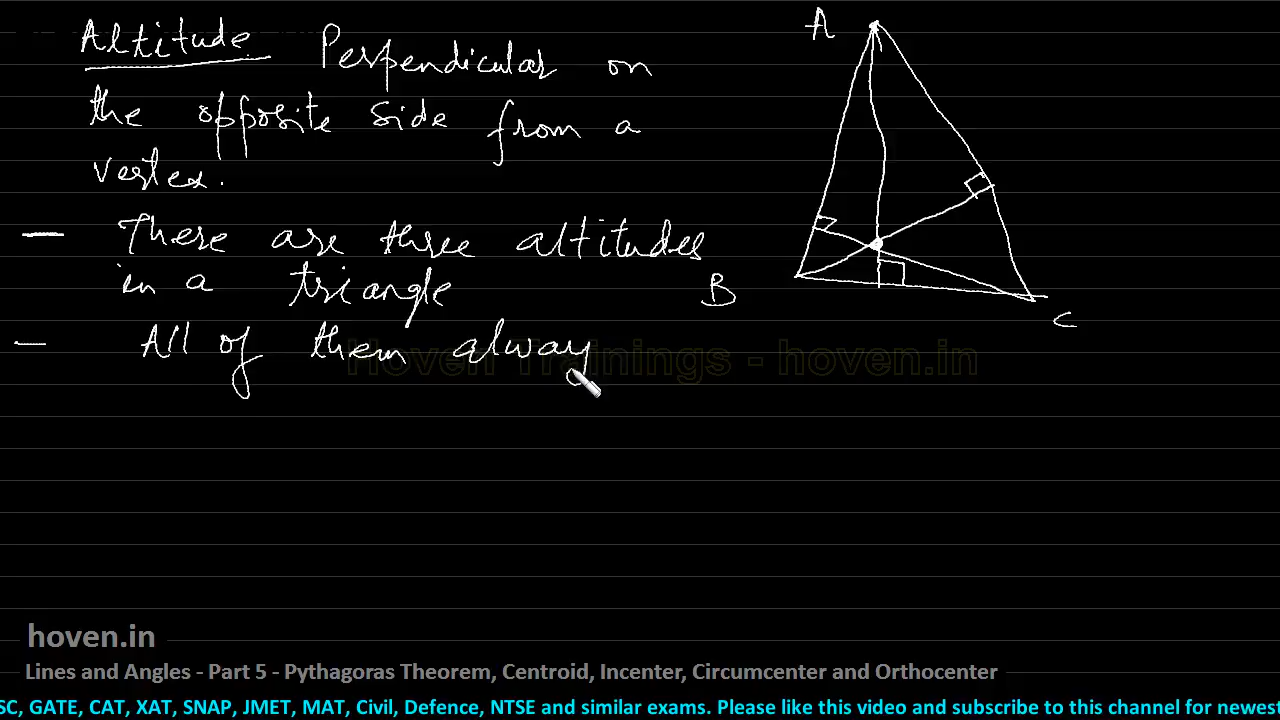 Altitude Perpendicular on
the opposite side from a
vertex.
— There are three altitudes
in a triangle
— All of them alway
A
B
C
Hoven Trainings - hoven.in
hoven.in
Lines and Angles - Part 5 - Pythagoras Theorem, Centroid, Incenter, Circumcenter and Orthocenter
SC, GATE, CAT, XAT, SNAP, JMET, MAT, Civil, Defence, NTSE and similar exams. Please like this video and subscribe to this channel for newest